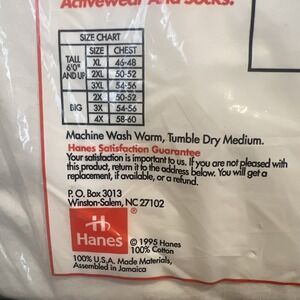 Activewear And Socks.
SIZE CHART
SIZE CHEST
TALL 6'0" AND UP XL 46-48
2XL 50-52
3XL 54-56
BIG 2X 50-52
3X 54-56
4X 58-60
Machine Wash Warm, Tumble Dry Medium.
Hanes Satisfaction Guarantee
Your satisfaction is important to us. If you are not pleased with
this product, return it to the address below. You will get a
replacement, if available, or a refund.
P. O. Box 3013
Winston-Salem, NC 27102
H ®
Hanes © 1995 Hanes
100% Cotton
100% U.S.A. Made Materials,
Assembled in Jamaica